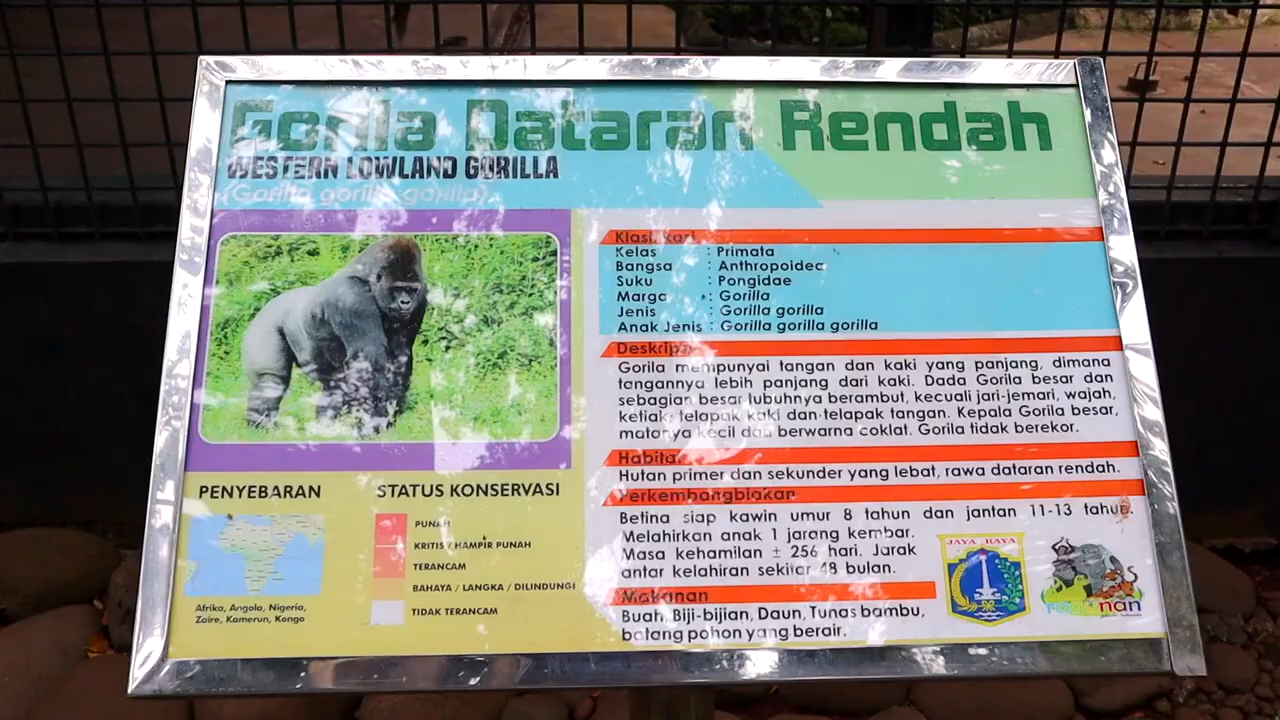 Gorila Dataran Rendah
WESTERN LOWLAND GORILLA
(Gorilla gorilla gorilla)
Klasifikasi
Kelas : Primata
Bangsa : Anthropoidea
Suku : Pongidae
Marga : Gorilla
Jenis : Gorilla gorilla
Anak Jenis : Gorilla gorilla gorilla
Deskripsi
Gorila mempunyai tangan dan kaki yang panjang, dimana
tangannya lebih panjang dari kaki. Dada Gorila besar dan
sebagian besar tubuhnya berambut, kecuali jari-jemari, wajah,
ketiak, telapak kaki dan telapak tangan. Kepala Gorila besar,
matanya kecil dan berwarna coklat. Gorila tidak berekor.
Habitat
Hutan primer dan sekunder yang lebat, rawa dataran rendah.
Perkembangbiakan
Betina siap kawin umur 8 tahun dan jantan 11-13 tahun.
Melahirkan anak 1 jarang kembar.
Masa kehamilan ± 256 hari. Jarak
antar kelahiran sekitar 48 bulan.
Makanan
Buah, Biji-bijian, Daun, Tunas bambu,
batang pohon yang berair.
PENYEBARAN
Afrika, Angola, Nigeria,
Zaire, Kamerun, Kongo
STATUS KONSERVASI
PUNAH
KRITIS / HAMPIR PUNAH
TERANCAM
BAHAYA / LANGKA / DILINDUNGI
TIDAK TERANCAM
JAYA RAYA